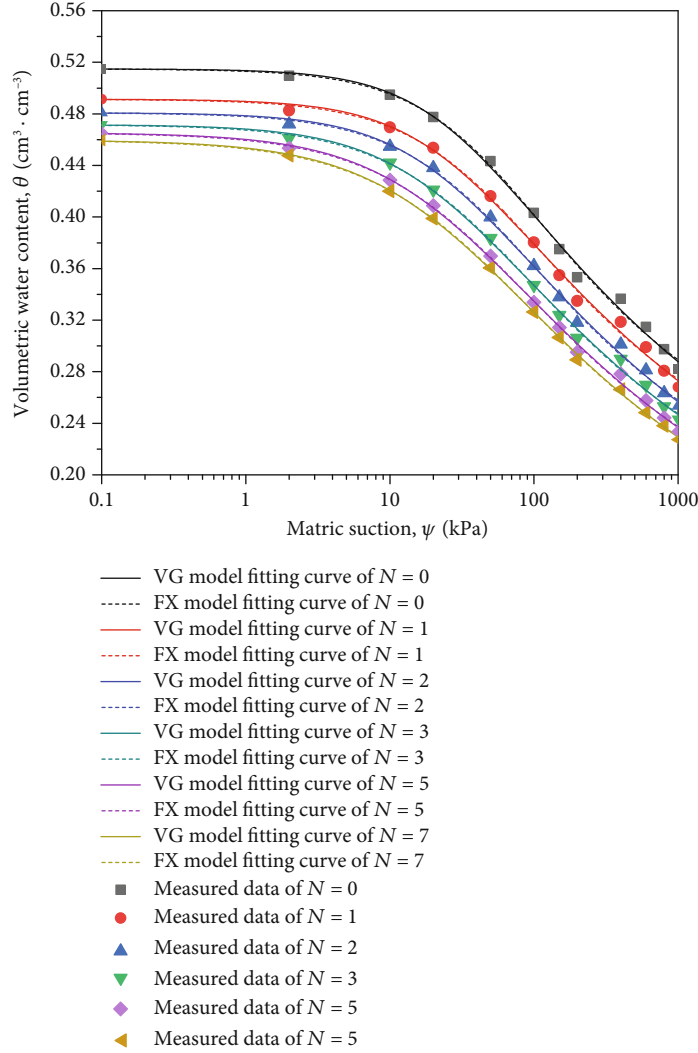 0.56
0.52
0.48
0.44
0.40
0.36
0.32
0.28
0.24
0.20
Volumetric water content, θ (cm³ · cm⁻³)
0.1 1 10 100 1000
Matric suction, ψ (kPa)
VG model fitting curve of N = 0
FX model fitting curve of N = 0
VG model fitting curve of N = 1
FX model fitting curve of N = 1
VG model fitting curve of N = 2
FX model fitting curve of N = 2
VG model fitting curve of N = 3
FX model fitting curve of N = 3
VG model fitting curve of N = 5
FX model fitting curve of N = 5
VG model fitting curve of N = 7
FX model fitting curve of N = 7
Measured data of N = 0
Measured data of N = 1
Measured data of N = 2
Measured data of N = 3
Measured data of N = 5
Measured data of N = 5